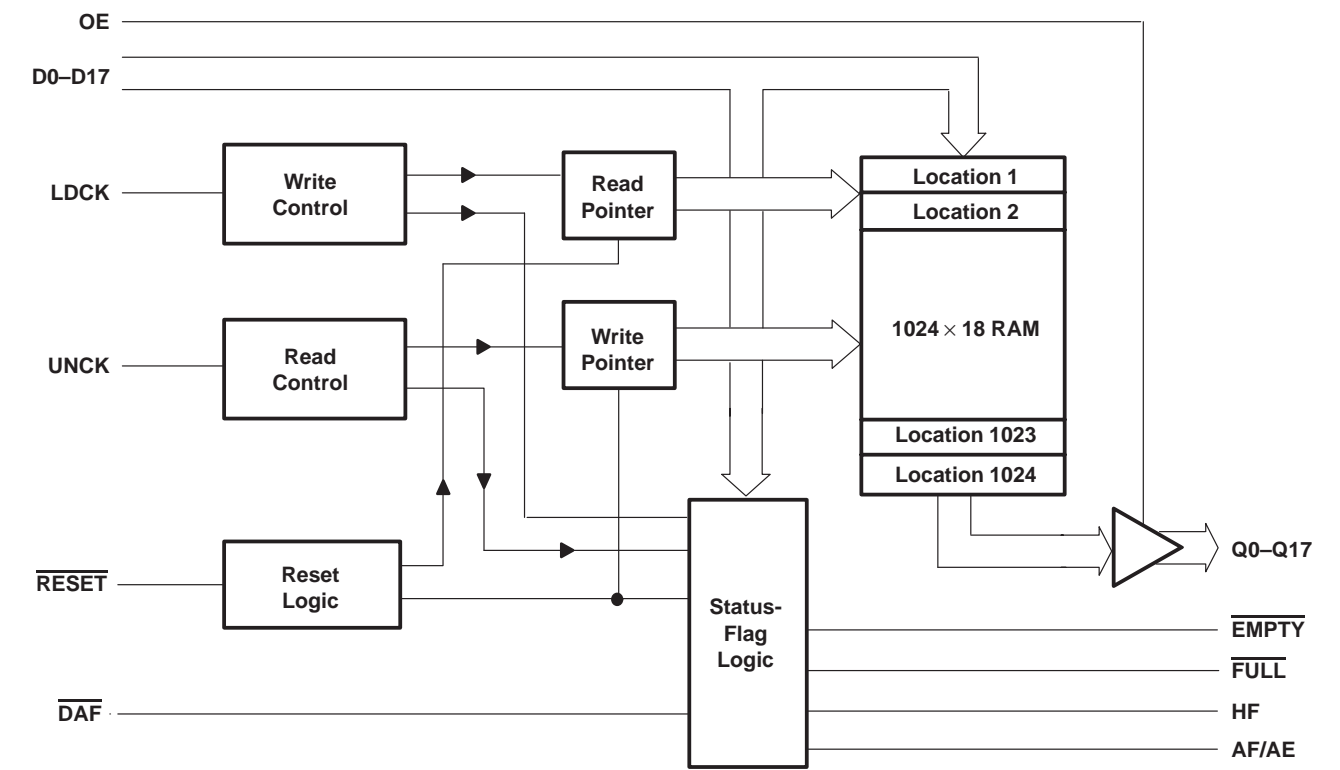 OE
D0–D17
LDCK
Write
Control
Read
Pointer
Location 1
Location 2
UNCK
Read
Control
Write
Pointer
1024 × 18 RAM
Location 1023
Location 1024
RESET
Reset
Logic
Status-
Flag
Logic
Q0–Q17
EMPTY
FULL
DAF
HF
AF/AE